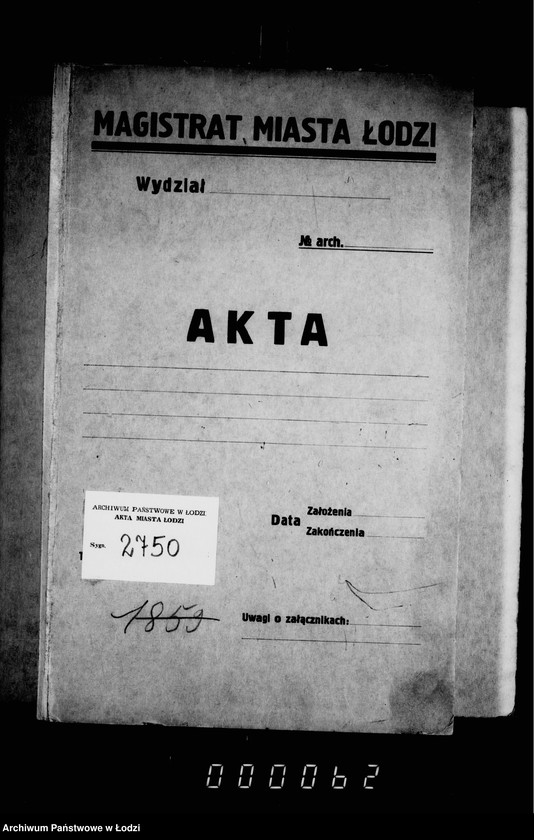 MAGISTRAT MIASTA ŁODZI
Wydział
№ arch.
AKTA
ARCHIWUM PAŃSTWOWE W ŁODZI
AKTA MIASTA ŁODZI
Sygn. 2750
Data
Założenia
Zakończenia
1859
Uwagi o załącznikach:
000062
Archiwum Państwowe w Łodzi